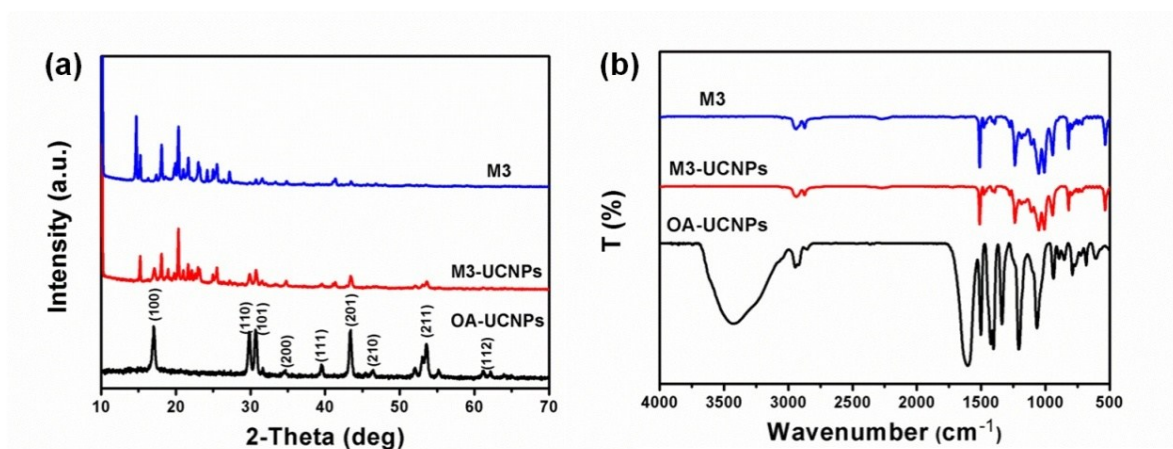 (a)
Intensity (a.u.)
M3
M3-UCNPs
OA-UCNPs
(100)
(110)
(101)
(200)
(111)
(201)
(210)
(211)
(112)
10 20 30 40 50 60 70
2-Theta (deg)
(b)
T (%)
M3
M3-UCNPs
OA-UCNPs
4000 3500 3000 2500 2000 1500 1000 500
Wavenumber (cm⁻¹)